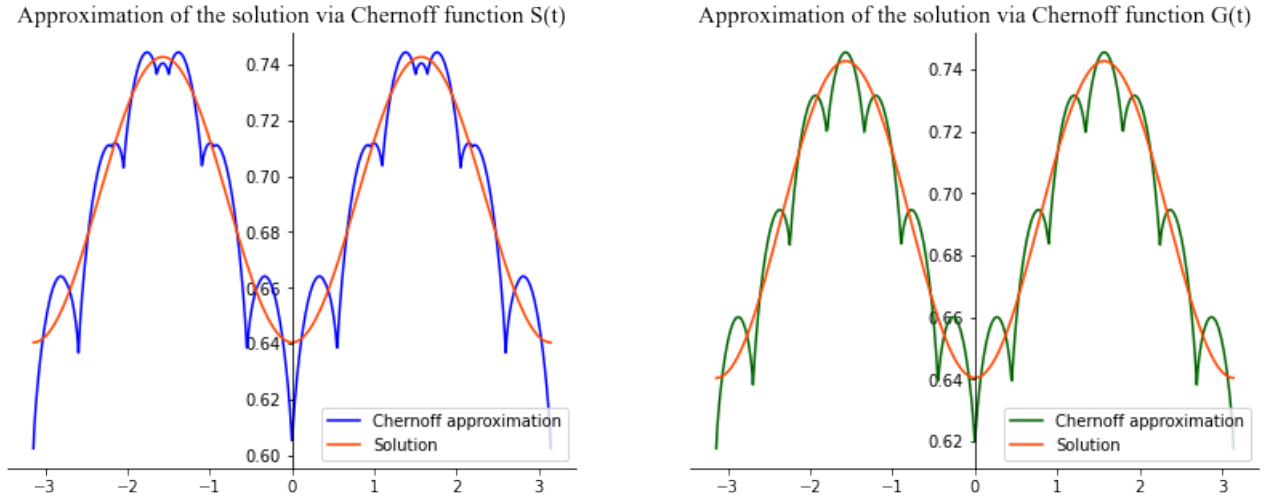 Approximation of the solution via Chernoff function S(t)
0.74
0.72
0.70
0.68
0.66
0.64
0.62
0.60
−3 −2 −1 0 1 2 3
Chernoff approximation
Solution
Approximation of the solution via Chernoff function G(t)
0.74
0.72
0.70
0.68
0.66
0.64
0.62
−3 −2 −1 0 1 2 3
Chernoff approximation
Solution